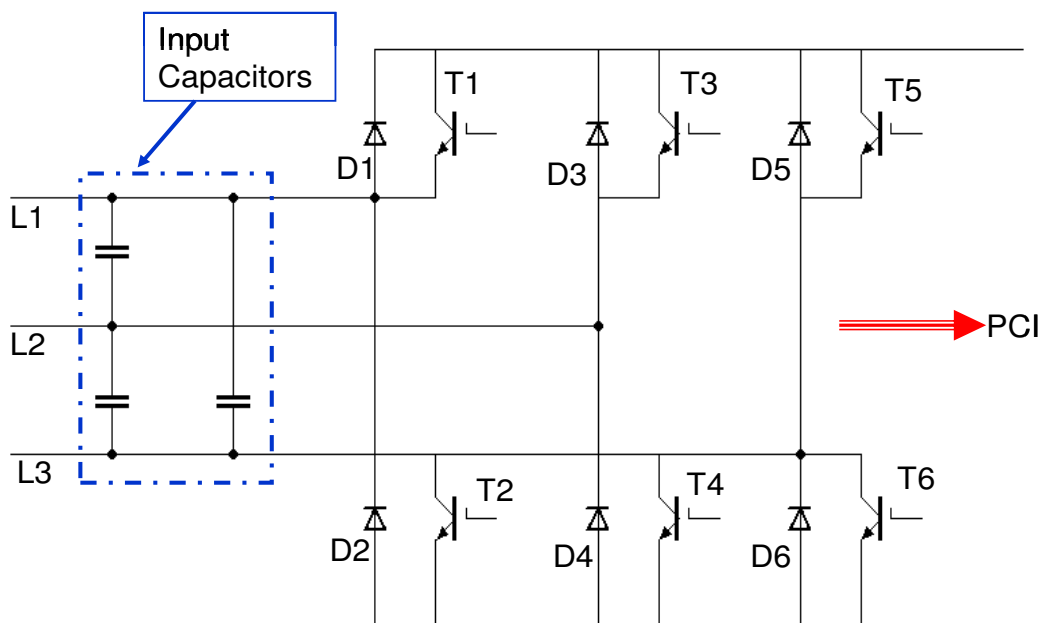 Input
Capacitors
T1
T3
T5
D1
D3
D5
L1
L2
PCI
L3
T2
T4
T6
D2
D4
D6